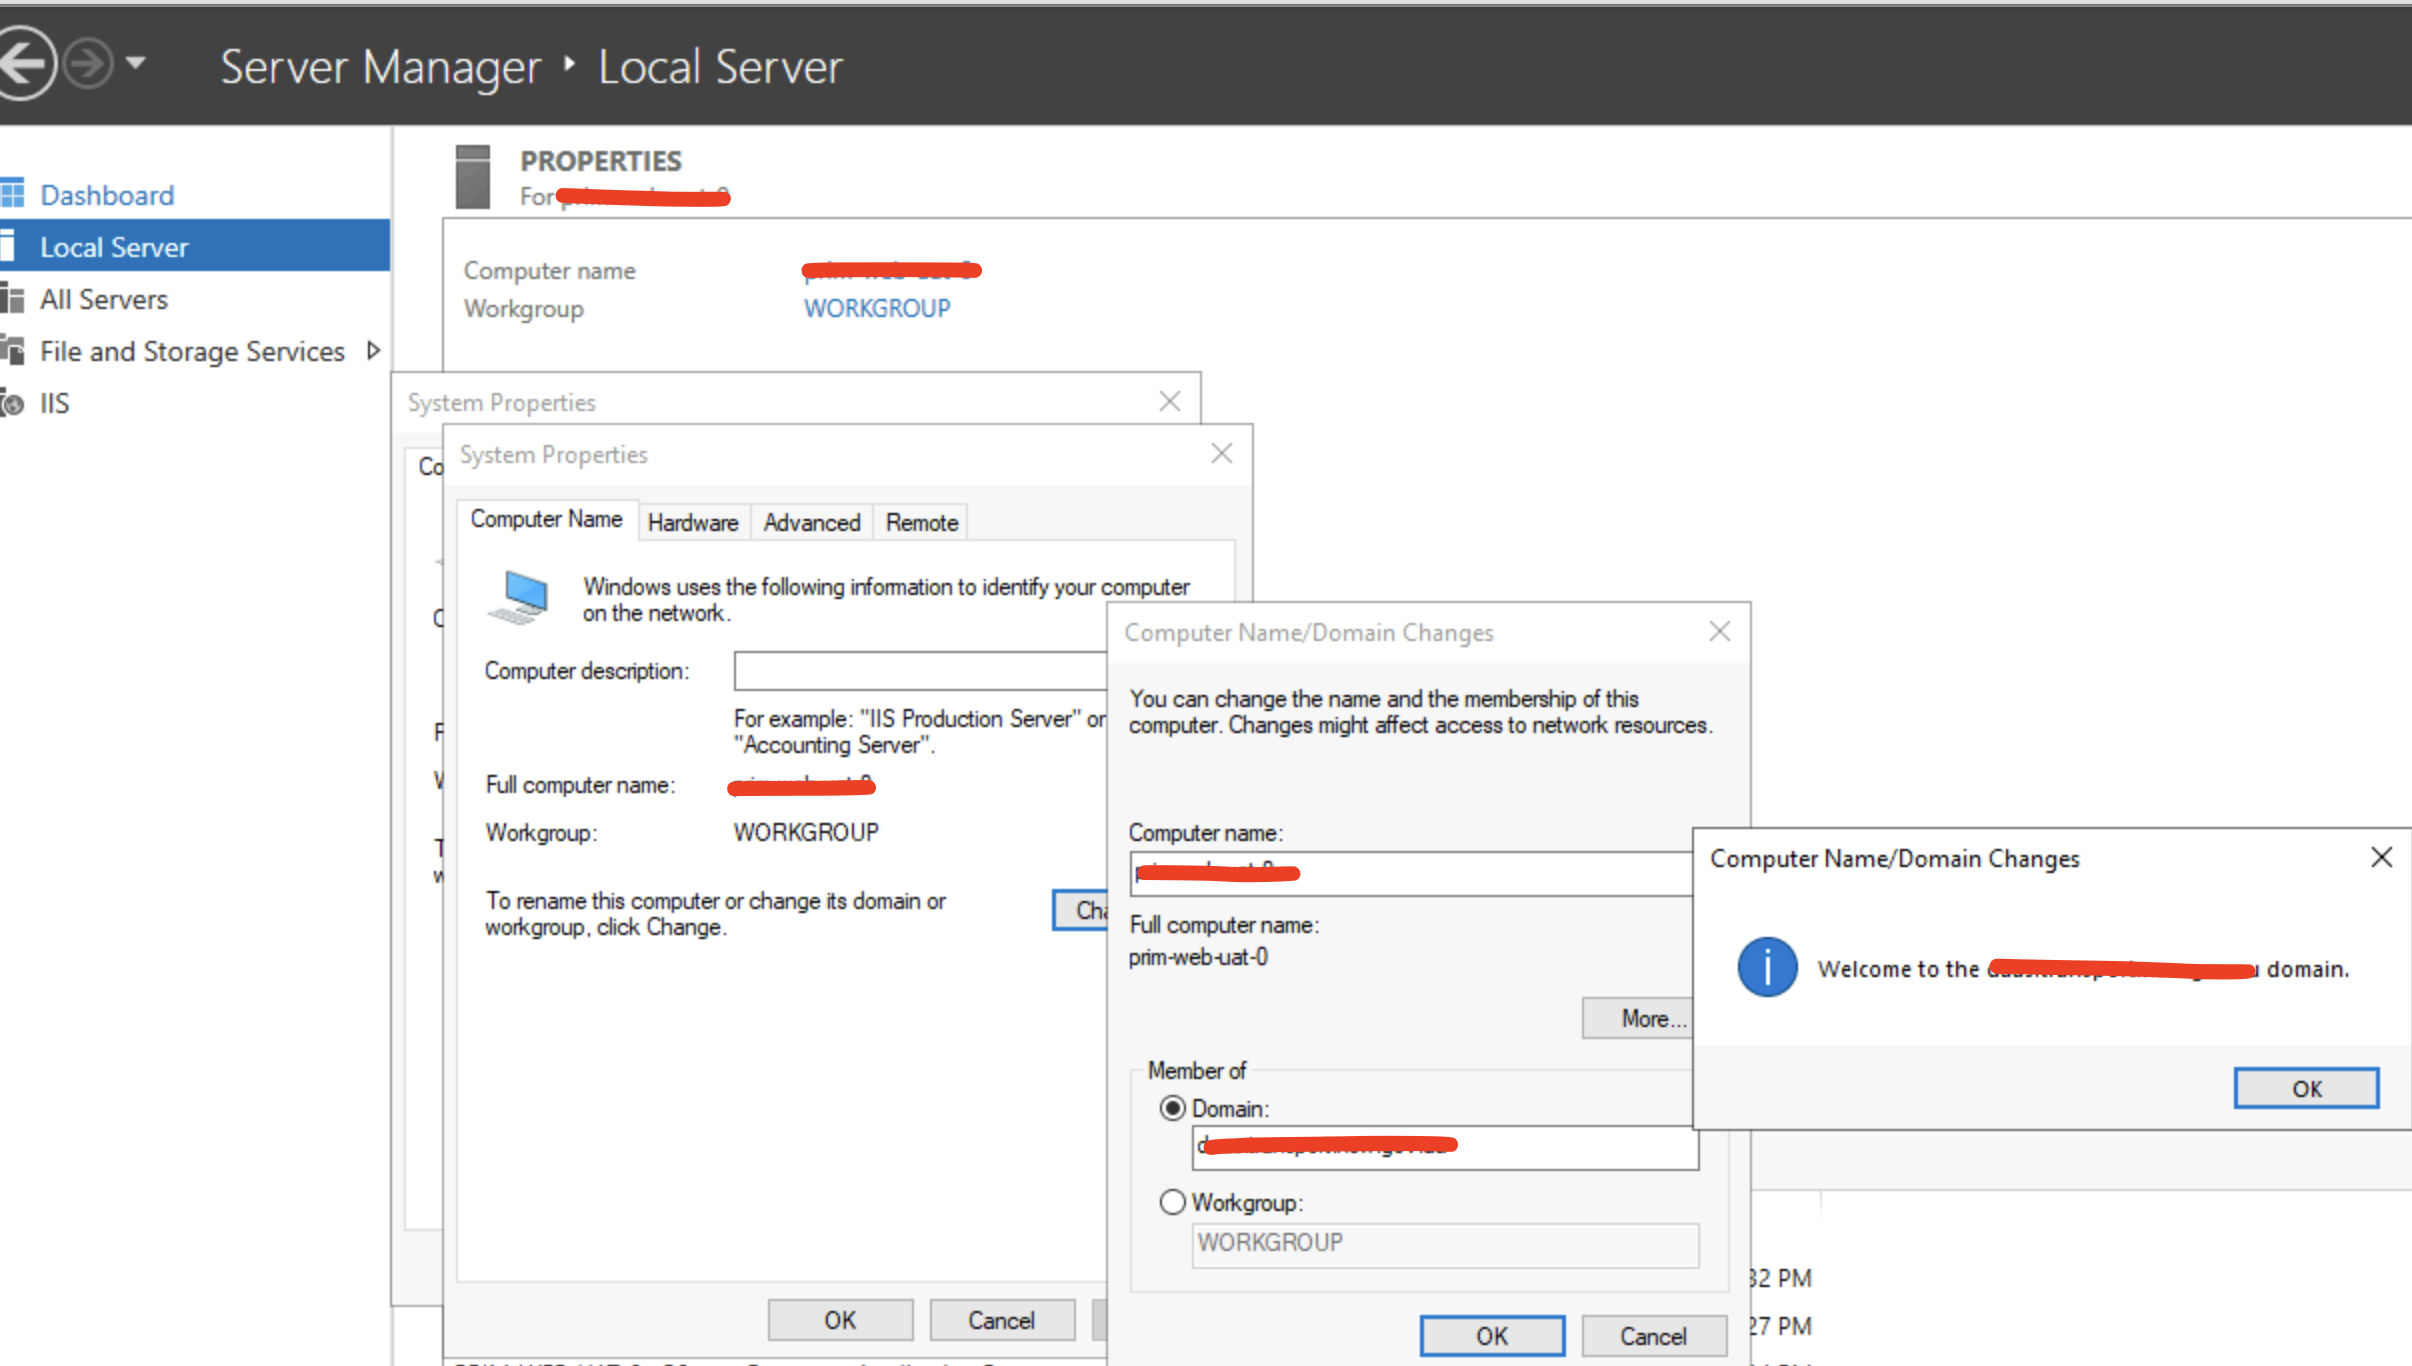 Server Manager ‣ Local Server
Dashboard
Local Server
All Servers
File and Storage Services
IIS
PROPERTIES
For
Computer name
Workgroup WORKGROUP
System Properties
Co
System Properties
Computer Name Hardware Advanced Remote
Windows uses the following information to identify your computer
on the network.
Computer description:
For example: "IIS Production Server" or
"Accounting Server".
Full computer name:
Workgroup: WORKGROUP
To rename this computer or change its domain or
workgroup, click Change.
Cha
OK Cancel
Computer Name/Domain Changes
You can change the name and the membership of this
computer. Changes might affect access to network resources.
Computer name:
Full computer name:
prim-web-uat-0
More...
Member of
Domain:
Workgroup:
WORKGROUP
OK Cancel
Computer Name/Domain Changes
Welcome to the domain.
OK
32 PM
27 PM